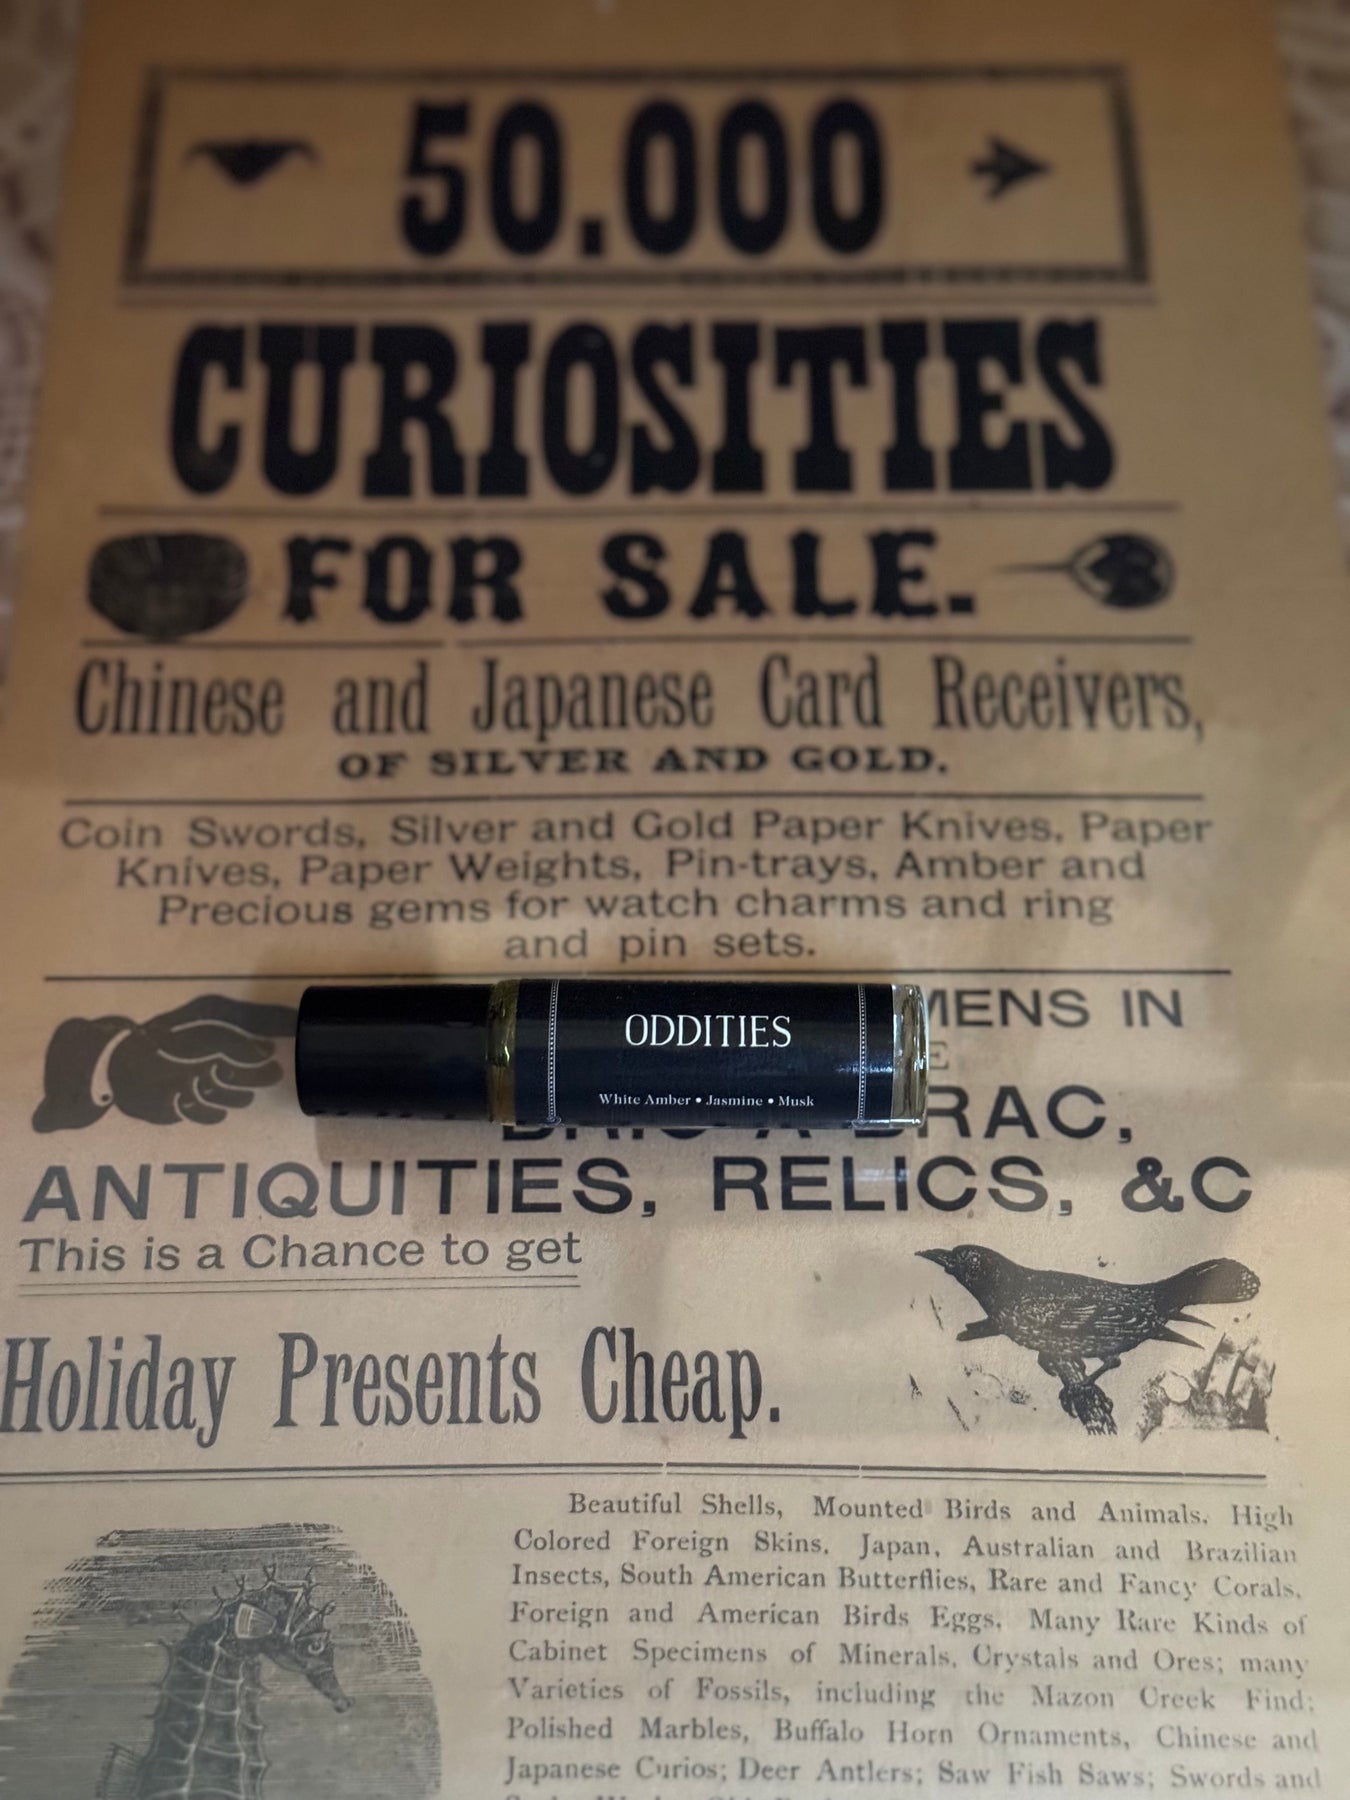 50.000
CURIOSITIES
FOR SALE.
Chinese and Japanese Card Receivers,
OF SILVER AND GOLD.
Coin Swords, Silver and Gold Paper Knives, Paper
Knives, Paper Weights, Pin-trays, Amber and
Precious gems for watch charms and ring
and pin sets.
MENS IN
ODDITIES
White Amber • Jasmine • Musk
BRIC-A-BRAC,
ANTIQUITIES, RELICS, &C
This is a Chance to get
Holiday Presents Cheap.
Beautiful Shells, Mounted Birds and Animals. High
Colored Foreign Skins. Japan, Australian and Brazilian
Insects, South American Butterflies, Rare and Fancy Corals,
Foreign and American Birds Eggs. Many Rare Kinds of
Cabinet Specimens of Minerals, Crystals and Ores; many
Varieties of Fossils, including the Mazon Creek Find;
Polished Marbles, Buffalo Horn Ornaments, Chinese and
Japanese Curios; Deer Antlers; Saw Fish Saws; Swords and